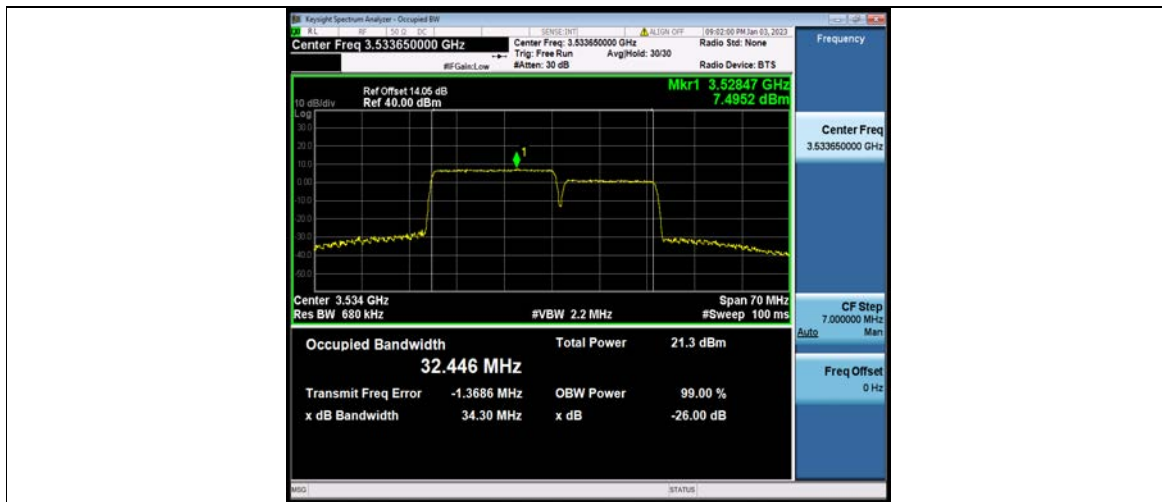 Keysight Spectrum Analyzer - Occupied BW
RL RF 50 Ω DC SENSE:INT ALIGN OFF 09:02:00 PM Jan 03, 2023
Center Freq 3.533650000 GHz
Center Freq: 3.533650000 GHz Radio Std: None
Trig: Free Run Avg|Hold: 30/30
#IFGain:Low #Atten: 30 dB Radio Device: BTS
Mkr1 3.52847 GHz
7.4952 dBm
Ref Offset 14.05 dB
10 dB/div Ref 40.00 dBm
Log
30.0
20.0
10.0
0.00
-10.0
-20.0
-30.0
-40.0
-50.0
1
Center 3.534 GHz Span 70 MHz
Res BW 680 kHz #VBW 2.2 MHz #Sweep 100 ms
Occupied Bandwidth Total Power 21.3 dBm
32.446 MHz
Transmit Freq Error -1.3686 MHz OBW Power 99.00 %
x dB Bandwidth 34.30 MHz x dB -26.00 dB
Frequency
Center Freq
3.533650000 GHz
CF Step
7.000000 MHz
Auto Man
Freq Offset
0 Hz
MSG STATUS